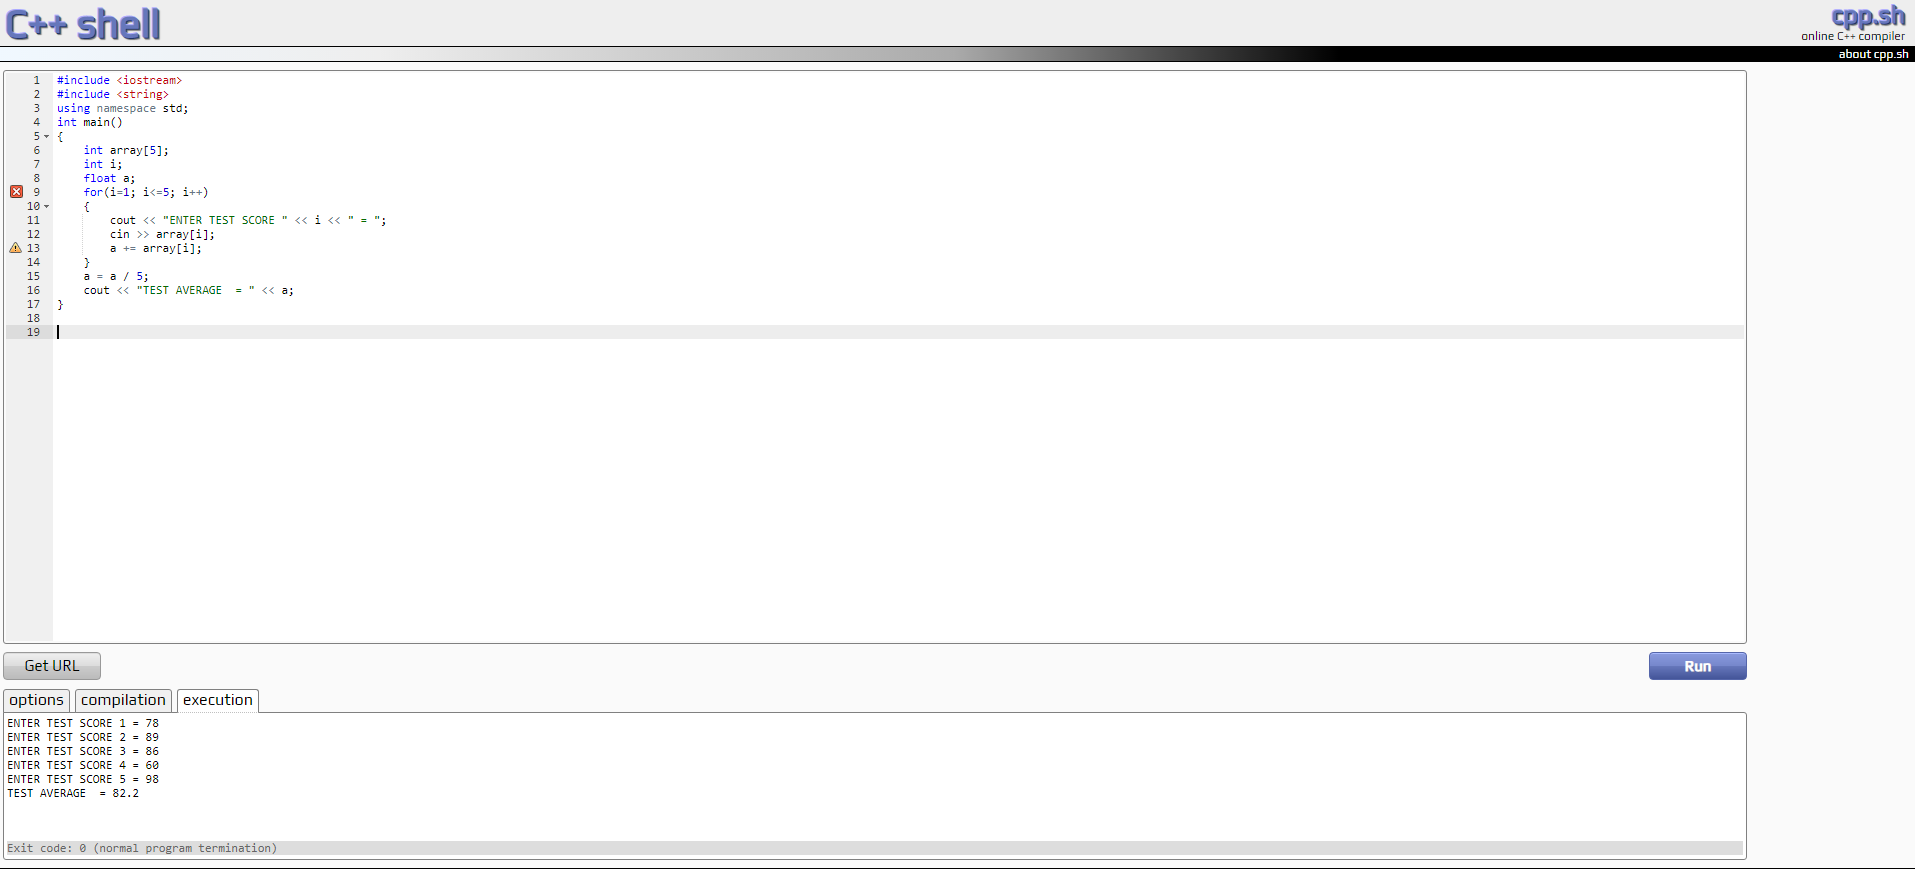 C++ shell
cpp.sh
online C++ compiler
about cpp.sh
1 #include <iostream>
2 #include <string>
3 using namespace std;
4 int main()
5 {
6     int array[5];
7     int i;
8     float a;
9     for(i=1; i<=5; i++)
10     {
11         cout << "ENTER TEST SCORE " << i << " = ";
12         cin >> array[i];
13         a += array[i];
14     }
15     a = a / 5;
16     cout << "TEST AVERAGE  = " << a;
17 }
18
19
Get URL
Run
options compilation execution
ENTER TEST SCORE 1 = 78
ENTER TEST SCORE 2 = 89
ENTER TEST SCORE 3 = 86
ENTER TEST SCORE 4 = 60
ENTER TEST SCORE 5 = 98
TEST AVERAGE  = 82.2
Exit code: 0 (normal program termination)